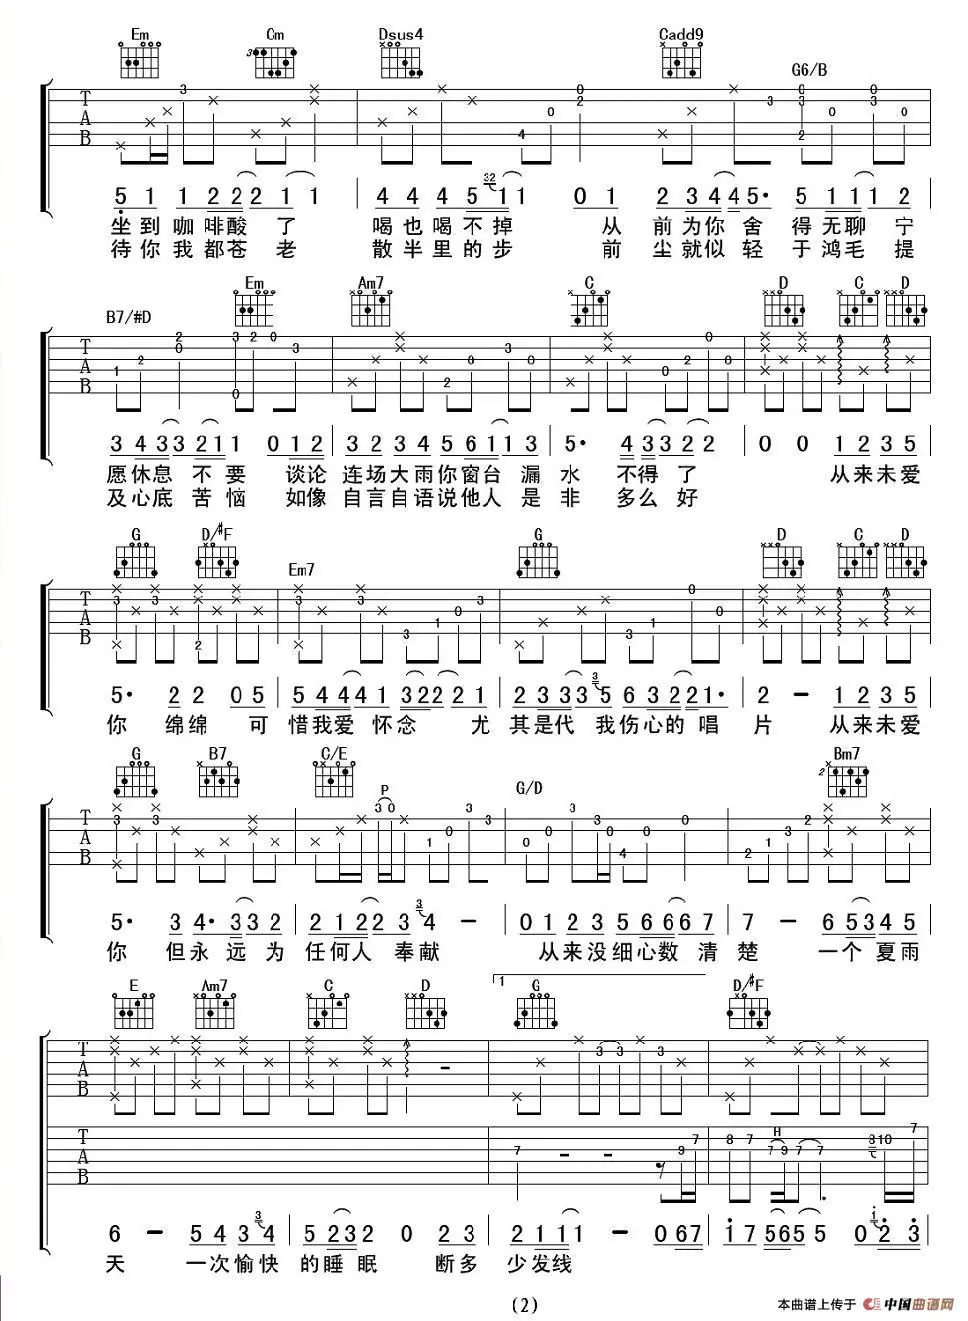 Em Cm Dsus4 Cadd9 G6/B
5 1 1 2 2 2 1 1 4 4 4 5 32 1 1 0 1 2 3 4 4 5· 1 1 1 2
坐到咖啡酸了 喝也喝不掉 从前为你舍得无聊宁
待你我都苍老 散半里的步 前尘就似轻于鸿毛提
B7/#D Em Am7 C D C D
3 4 3 3 2 1 1 0 1 2 3 2 3 4 5 6 1 1 3 5· 4 3 3 2 2 0 0 1 2 3 5
愿休息不要谈论连场大雨你窗台漏水不得了 从来未爱
及心底苦恼如像自言自语说他人是非多么好
G D/#F Em7 G D C D
5· 2 2 0 5 5 4 4 4 1 3 2 2 2 1 2 3 3 3 3 5 6 3 2 2 1· 2 - 1 2 3 5
你绵绵可惜我爱怀念尤其是代我伤心的唱片从来未爱
G B7 C/E P G/D Bm7
5· 3 4· 3 3 2 2 1 2 2 3 3 4 - 0 1 2 3 5 6 6 6 7 7 - 6 5 3 4 5
你但永远为任何人奉献 从来没细心数清楚 一个夏雨
E Am7 C D 1 G D/#F
H
6 - 5 4 3 3 4 5 2 3 2 0 2 3 2 1 1 1 - 0 6 7 1 7 5 6 5 5 0 1 2 3
天 一次愉快的睡眠 断多少发线
(2)
本曲谱上传于 中国曲谱网